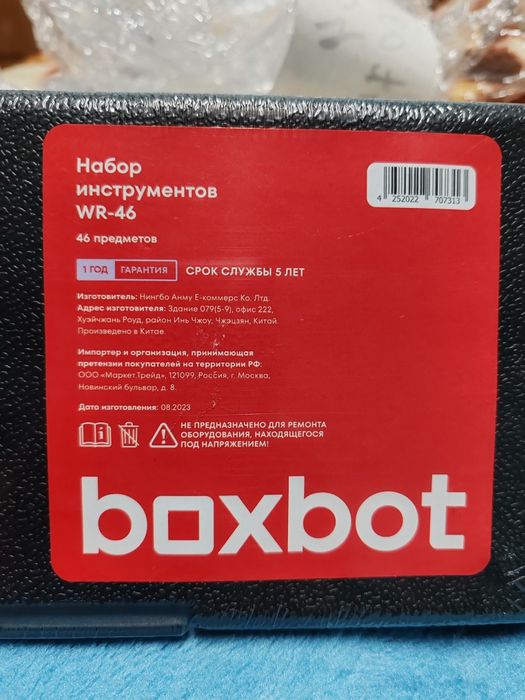 Набор
инструментов
WR-46
46 предметов
4 252022 707313
1 ГОД ГАРАНТИЯ СРОК СЛУЖБЫ 5 ЛЕТ
Изготовитель: Нингбо Анму Е-коммерс Ко. Лтд.
Адрес изготовителя: Здание 079(5-9), офис 222,
Хуэйчжань Роуд, район Инь Чжоу, Чжэцзян, Китай.
Произведено в Китае.
Импортер и организация, принимающая
претензии покупателей на территории РФ:
ООО «Маркет.Трейд», 121099, Россия, г. Москва,
Новинский бульвар, д. 8.
Дата изготовления: 08.2023
НЕ ПРЕДНАЗНАЧЕНО ДЛЯ РЕМОНТА
ОБОРУДОВАНИЯ, НАХОДЯЩЕГОСЯ
ПОД НАПРЯЖЕНИЕМ!
boxbot